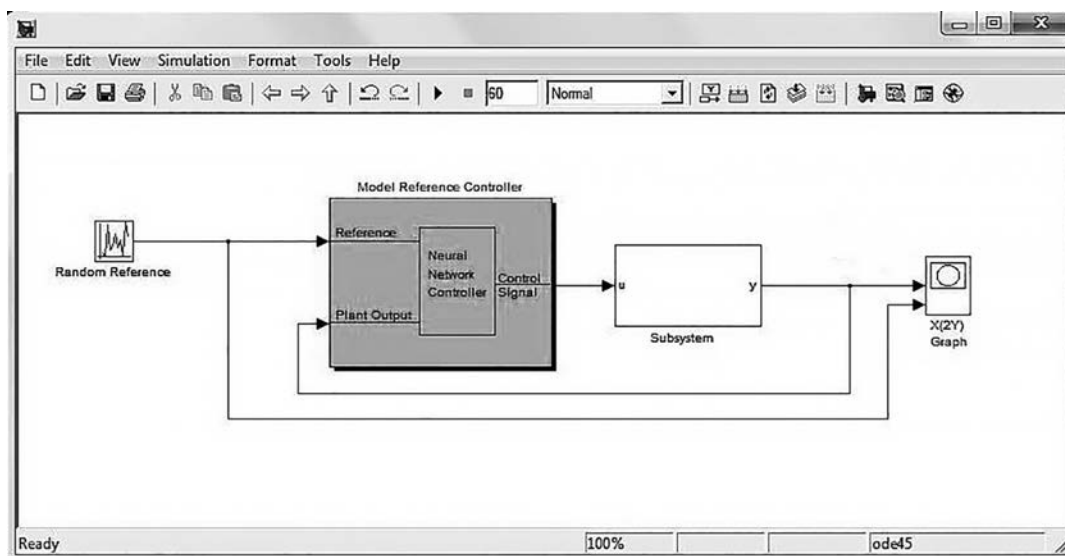 File Edit View Simulation Format Tools Help
60 Normal
Model Reference Controller
Reference
Random Reference
Neural
Network
Controller
Control
Signal
Plant Output
u
y
Subsystem
X(2Y)
Graph
Ready 100% ode45